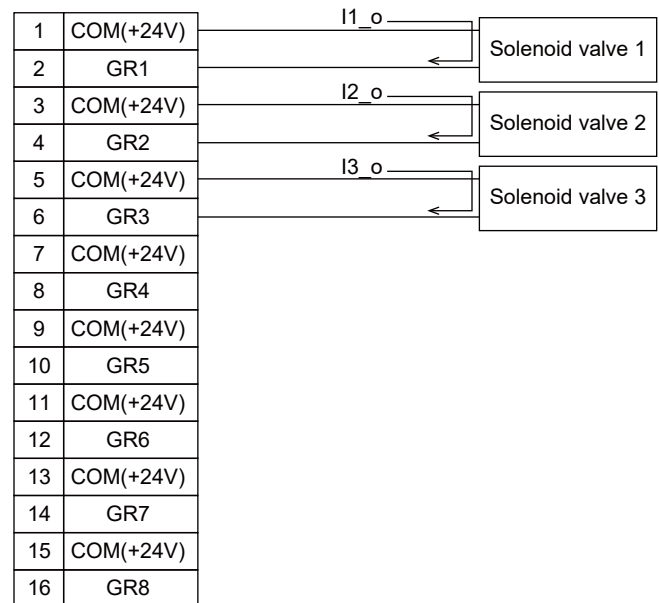 1 COM(+24V) I1_o Solenoid valve 1
2 GR1
3 COM(+24V) I2_o Solenoid valve 2
4 GR2
5 COM(+24V) I3_o Solenoid valve 3
6 GR3
7 COM(+24V)
8 GR4
9 COM(+24V)
10 GR5
11 COM(+24V)
12 GR6
13 COM(+24V)
14 GR7
15 COM(+24V)
16 GR8